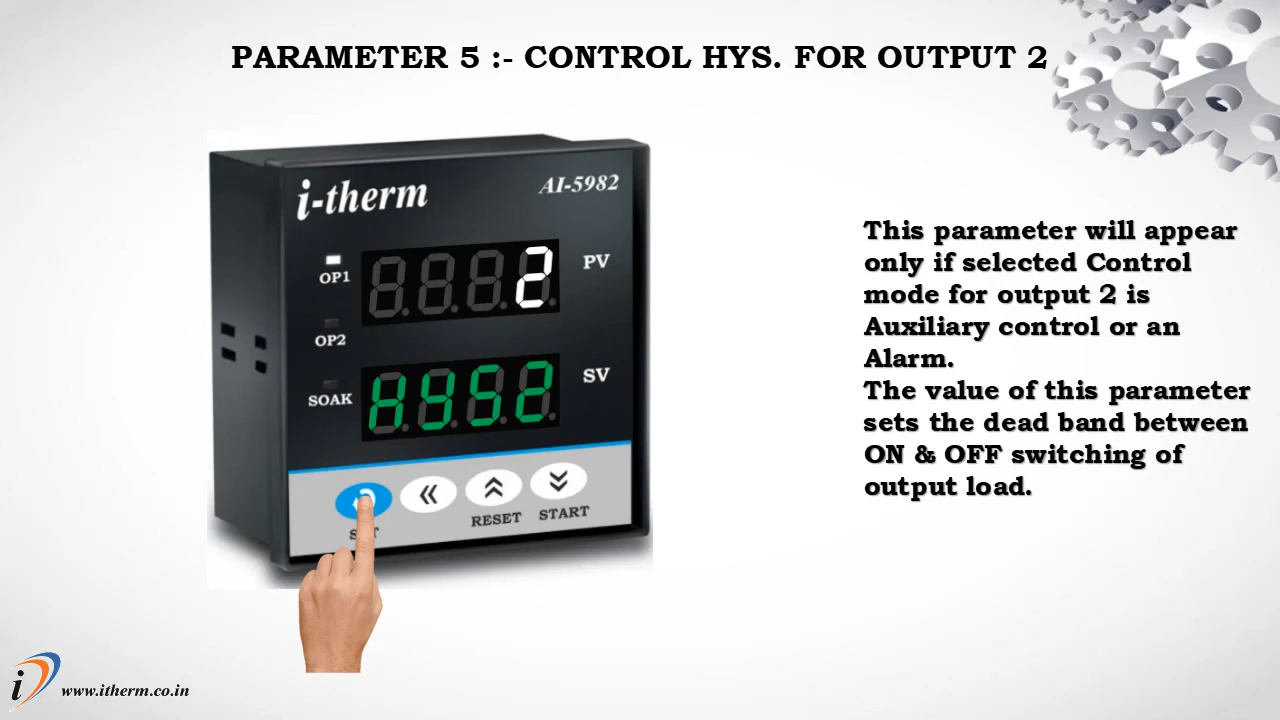 PARAMETER 5 :- CONTROL HYS. FOR OUTPUT 2
i-therm
AI-5982
2
PV
OP1
OP2
HYS2
SV
SOAK
RESET
START
This parameter will appear
only if selected Control
mode for output 2 is
Auxiliary control or an
Alarm.
The value of this parameter
sets the dead band between
ON & OFF switching of
output load.
i
www.itherm.co.in